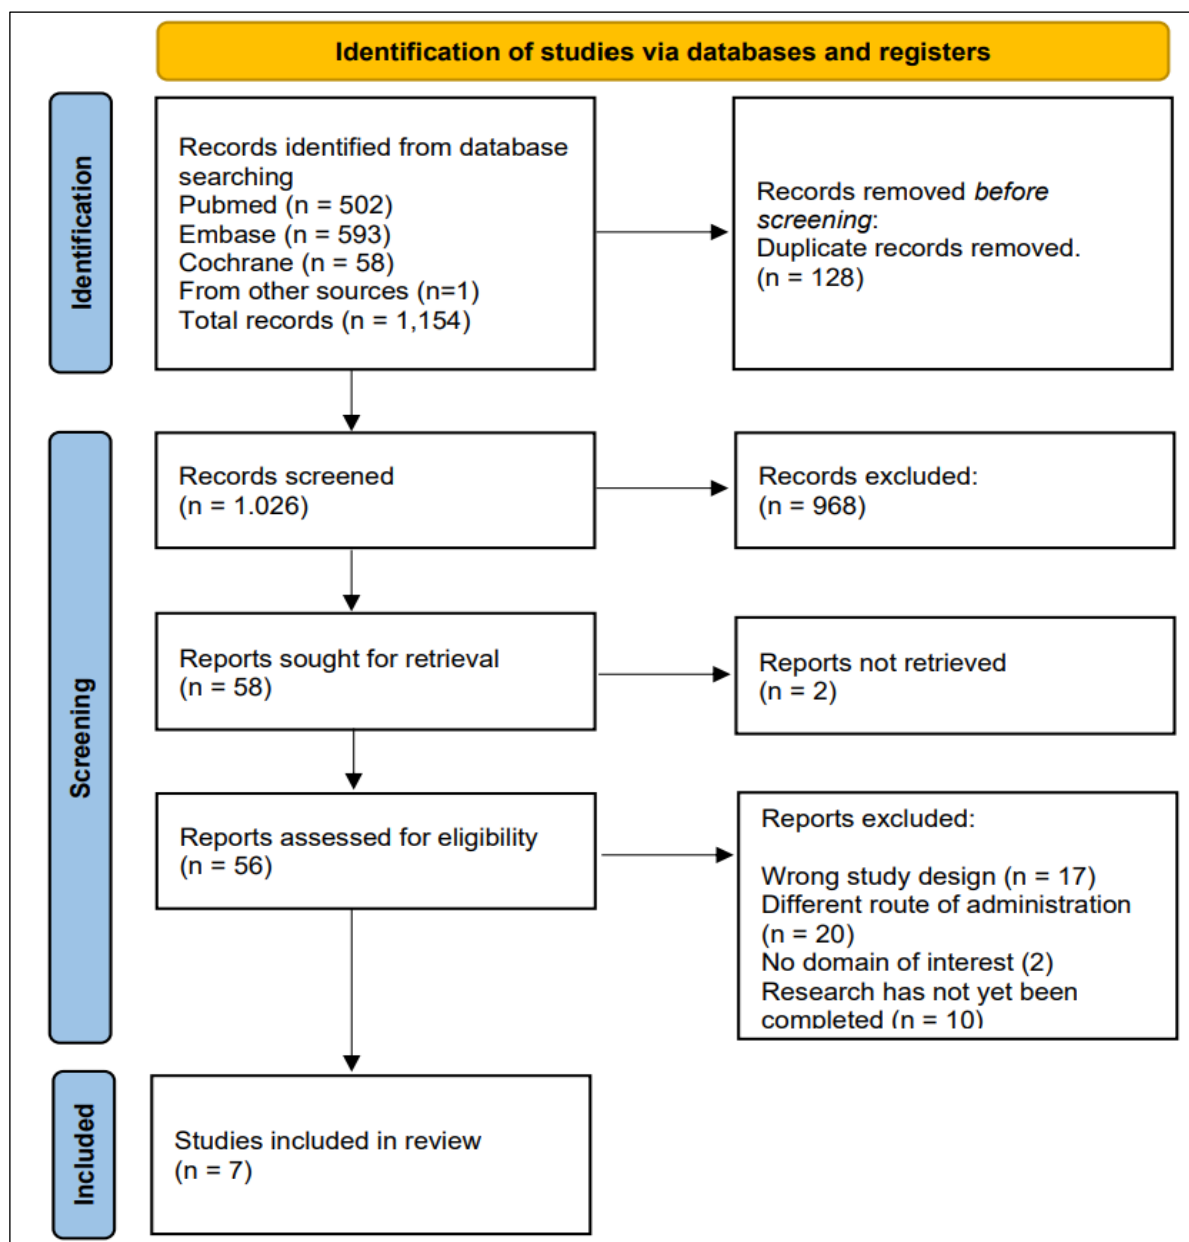 Identification of studies via databases and registers
Identification
Records identified from database
searching
Pubmed (n = 502)
Embase (n = 593)
Cochrane (n = 58)
From other sources (n=1)
Total records (n = 1,154)
Records removed before
screening:
Duplicate records removed.
(n = 128)
Screening
Records screened
(n = 1.026)
Records excluded:
(n = 968)
Reports sought for retrieval
(n = 58)
Reports not retrieved
(n = 2)
Reports assessed for eligibility
(n = 56)
Reports excluded:
Wrong study design (n = 17)
Different route of administration
(n = 20)
No domain of interest (2)
Research has not yet been
completed (n = 10)
Included
Studies included in review
(n = 7)